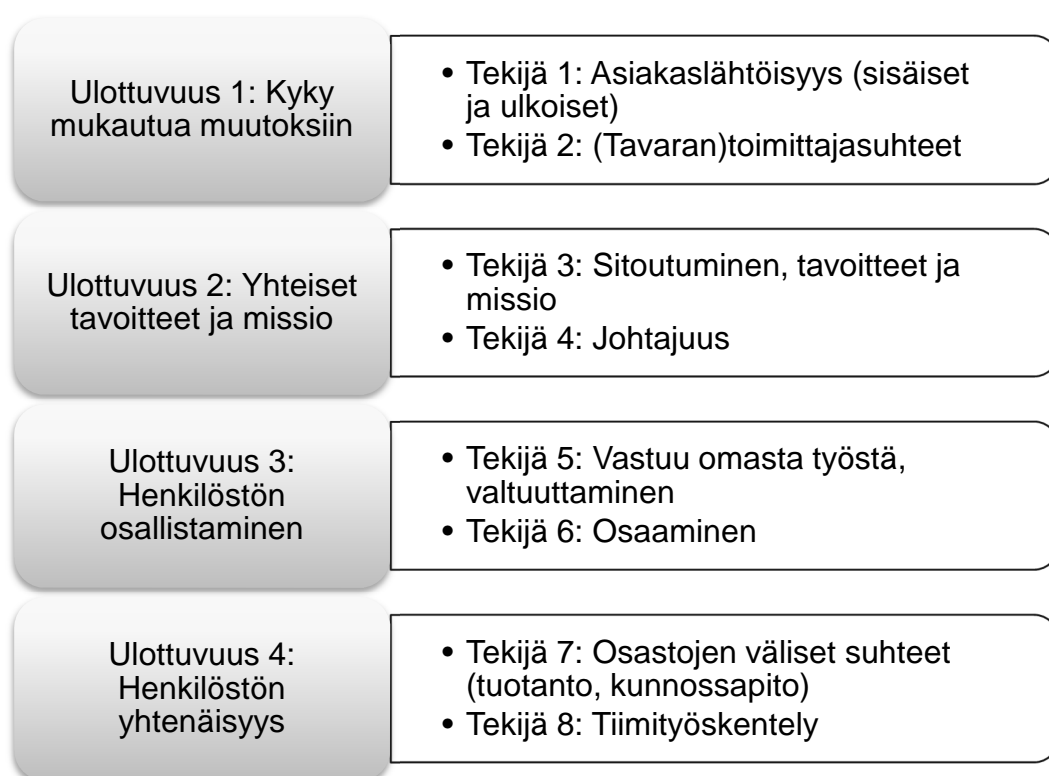 Ulottuvuus 1: Kyky
mukautua muutoksiin
• Tekijä 1: Asiakaslähtöisyys (sisäiset
ja ulkoiset)
• Tekijä 2: (Tavaran)toimittajasuhteet
Ulottuvuus 2: Yhteiset
tavoitteet ja missio
• Tekijä 3: Sitoutuminen, tavoitteet ja
missio
• Tekijä 4: Johtajuus
Ulottuvuus 3:
Henkilöstön
osallistaminen
• Tekijä 5: Vastuu omasta työstä,
valtuuttaminen
• Tekijä 6: Osaaminen
Ulottuvuus 4:
Henkilöstön
yhtenäisyys
• Tekijä 7: Osastojen väliset suhteet
(tuotanto, kunnossapito)
• Tekijä 8: Tiimityöskentely